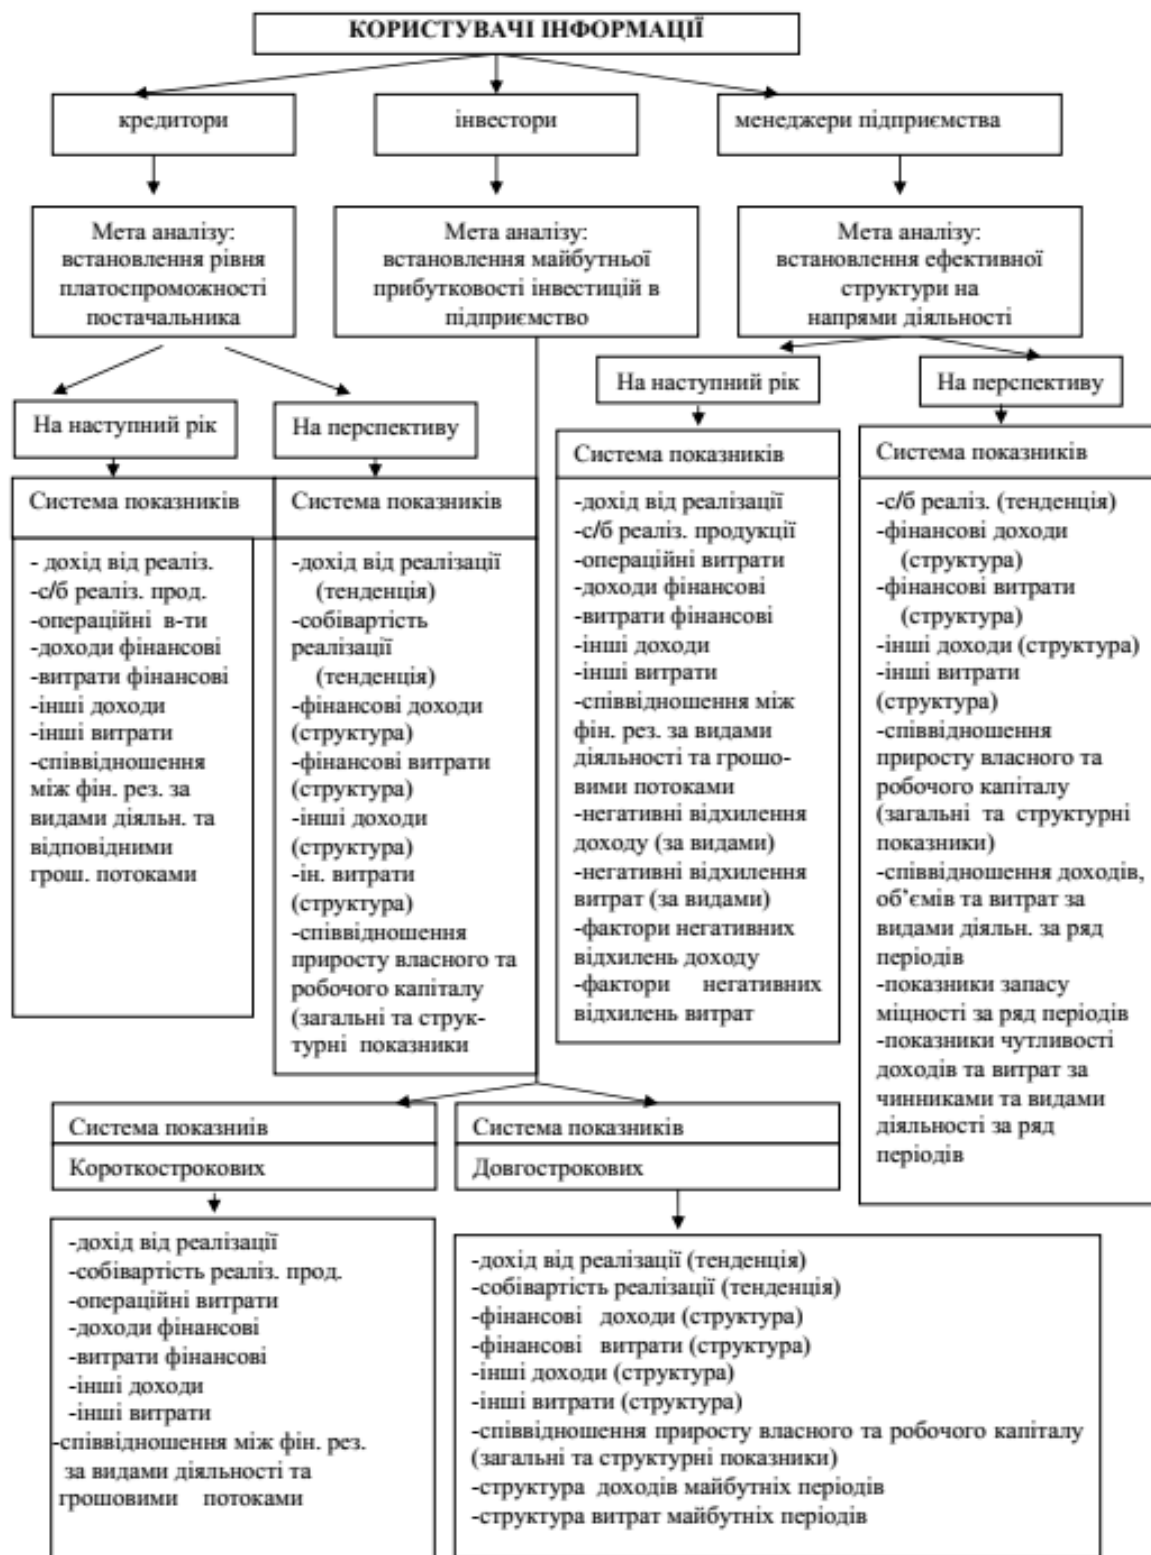 КОРИСТУВАЧІ ІНФОРМАЦІЇ
кредитори
інвестори
менеджери підприємства
Мета аналізу:
встановлення рівня
платоспроможності
постачальника
Мета аналізу:
встановлення майбутньої
прибутковості інвестицій в
підприємство
Мета аналізу:
встановлення ефективної
структури на
напрями діяльності
На наступний рік
На перспективу
На наступний рік
На перспективу
Система показників
- дохід від реаліз.
-с/б реаліз. прод.
-операційні в-ти
-доходи фінансові
-витрати фінансові
-інші доходи
-інші витрати
-співвідношення
між фін. рез. за
видами діяльн. та
відповідними
грош. потоками
Система показників
-дохід від реалізації
(тенденція)
-собівартість
реалізації
(тенденція)
-фінансові доходи
(структура)
-фінансові витрати
(структура)
-інші доходи
(структура)
-ін. витрати
(структура)
-співвідношення
приросту власного та
робочого капіталу
(загальні та струк-
турні показники
Система показників
-дохід від реалізації
-с/б реаліз. продукції
-операційні витрати
-доходи фінансові
-витрати фінансові
-інші доходи
-інші витрати
-співвідношення між
фін. рез. за видами
діяльності та грошо-
вими потоками
-негативні відхилення
доходу (за видами)
-негативні відхилення
витрат (за видами)
-фактори негативних
відхилень доходу
-фактори негативних
відхилень витрат
Система показників
-с/б реаліз. (тенденція)
-фінансові доходи
(структура)
-фінансові витрати
(структура)
-інші доходи (структура)
-інші витрати
(структура)
-співвідношення
приросту власного та
робочого капіталу
(загальні та структурні
показники)
-співвідношення доходів,
об’ємів та витрат за
видами діяльн. за ряд
періодів
-показники запасу
міцності за ряд періодів
-показники чутливості
доходів та витрат за
чинниками та видами
діяльності за ряд
періодів
Система показниів
Короткострокових
-дохід від реалізації
-собівартість реаліз. прод.
-операційні витрати
-доходи фінансові
-витрати фінансові
-інші доходи
-інші витрати
-співвідношення між фін. рез.
за видами діяльності та
грошовими потоками
Система показників
Довгострокових
-дохід від реалізації (тенденція)
-собівартість реалізації (тенденція)
-фінансові доходи (структура)
-фінансові витрати (структура)
-інші доходи (структура)
-інші витрати (структура)
-співвідношення приросту власного та робочого капіталу
(загальні та структурні показники)
-структура доходів майбутніх періодів
-структура витрат майбутніх періодів